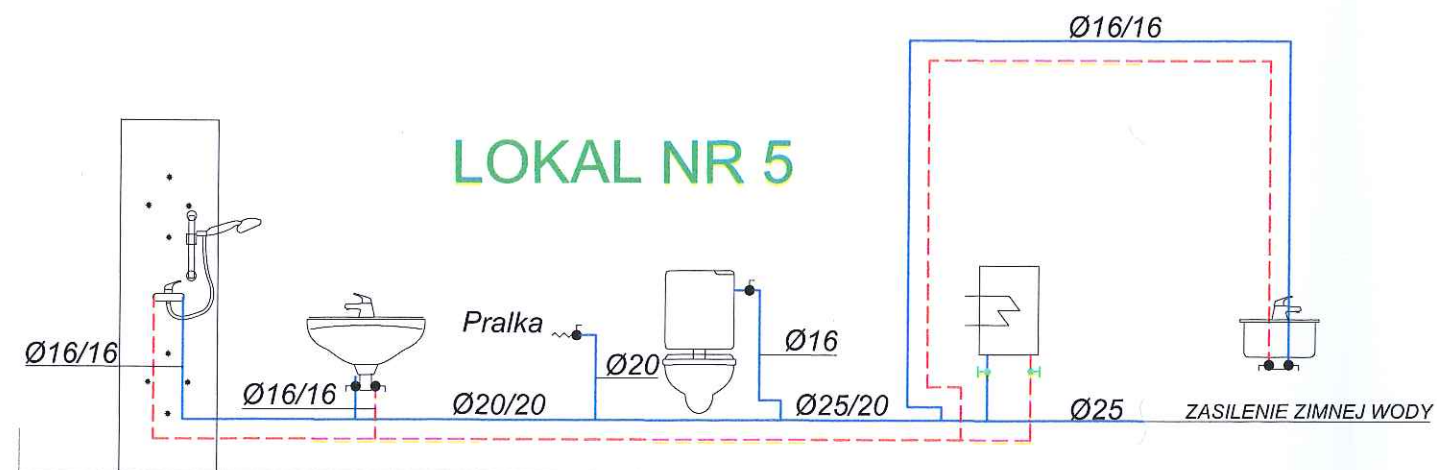 Ø16/16
LOKAL NR 5
Pralka
Ø16
Ø16/16
Ø20
Ø16/16
Ø20/20
Ø25/20
Ø25
ZASILENIE ZIMNEJ WODY